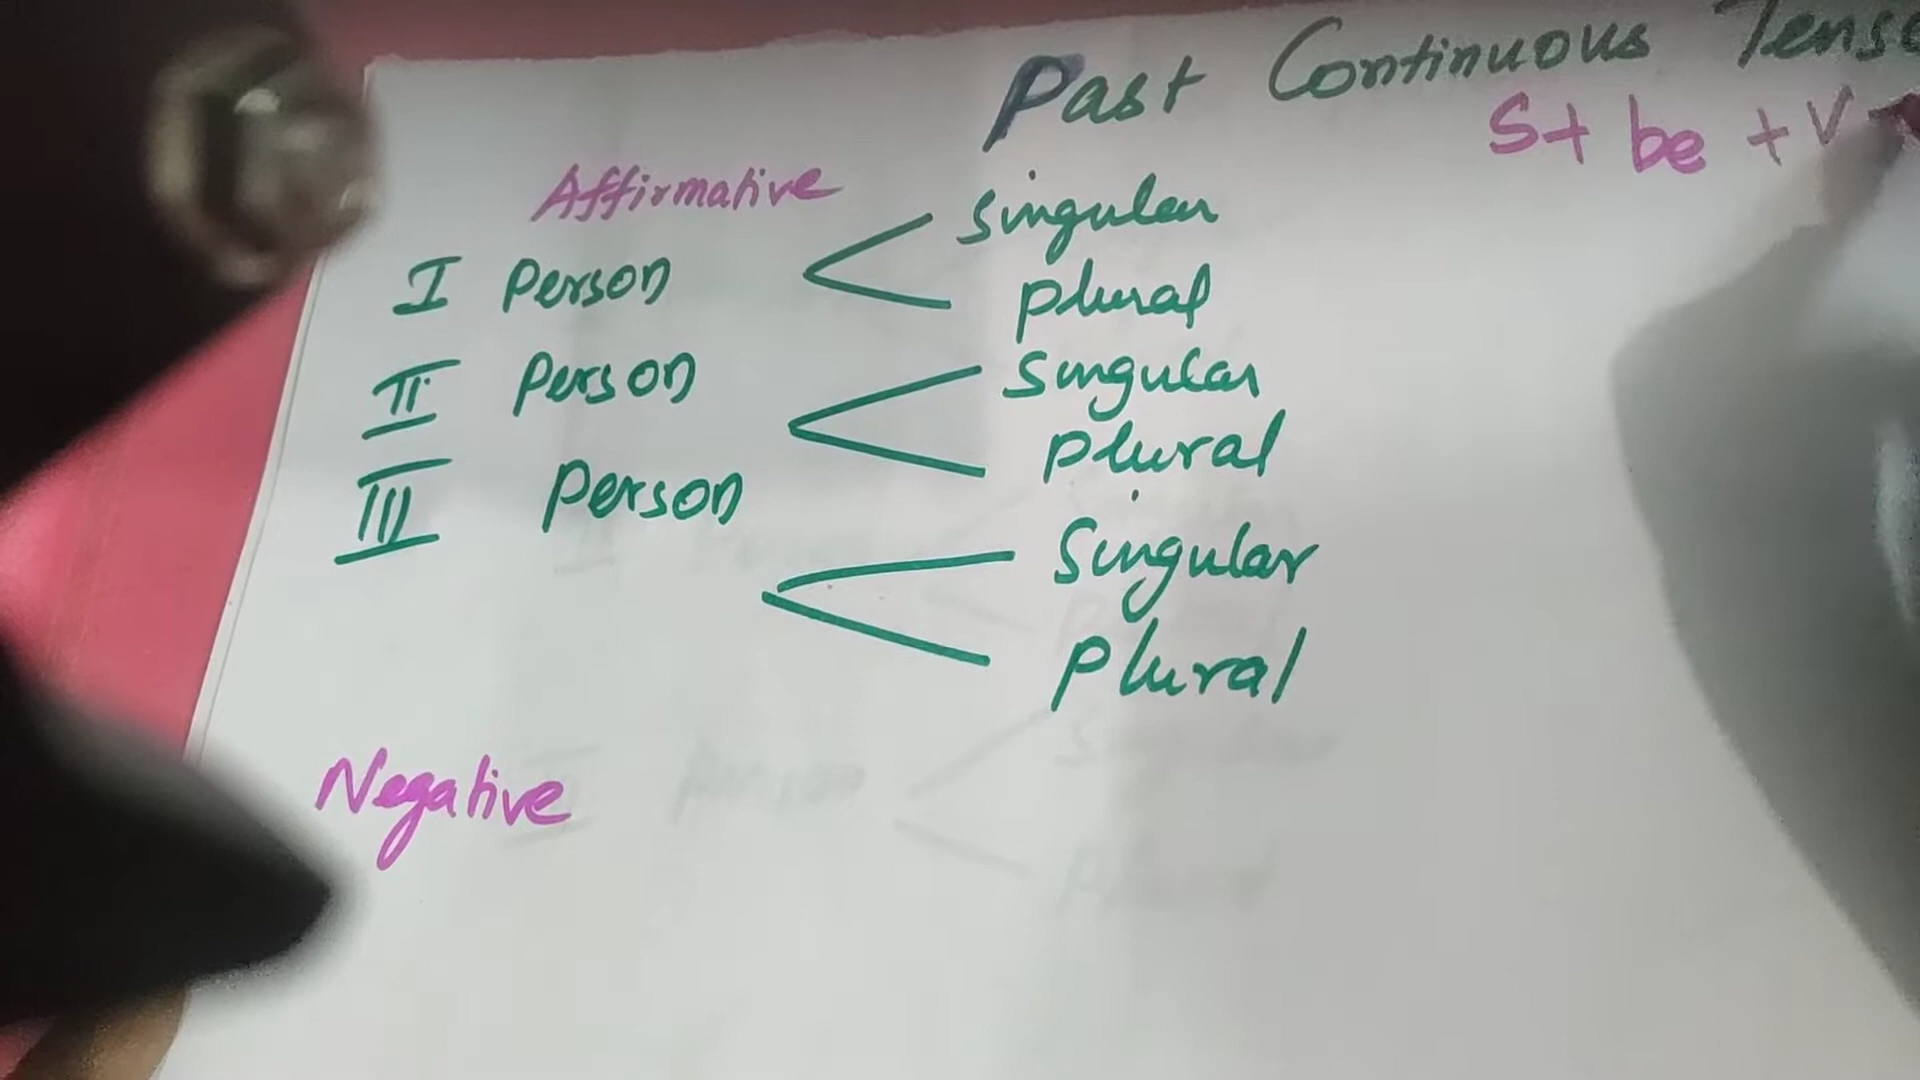 Past Continuous Tense
S+ be + V
Affirmative
I Person
Singular
Plural
II Person
Singular
Plural
III Person
Singular
Plural
Negative